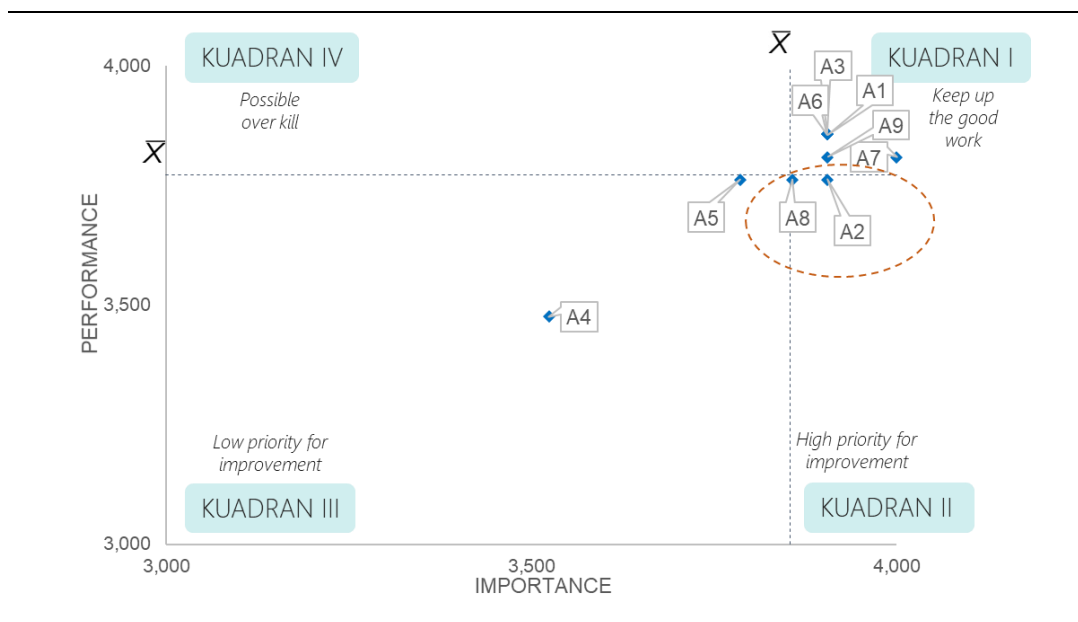 X̅
KUADRAN IV
KUADRAN I
4,000
A3
Possible
over kill
A6
A1
Keep up
the good
work
A9
X̅
A7
A5
A8
A2
PERFORMANCE
3,500
A4
Low priority for
improvement
High priority for
improvement
KUADRAN III
KUADRAN II
3,000
3,000
3,500
4,000
IMPORTANCE